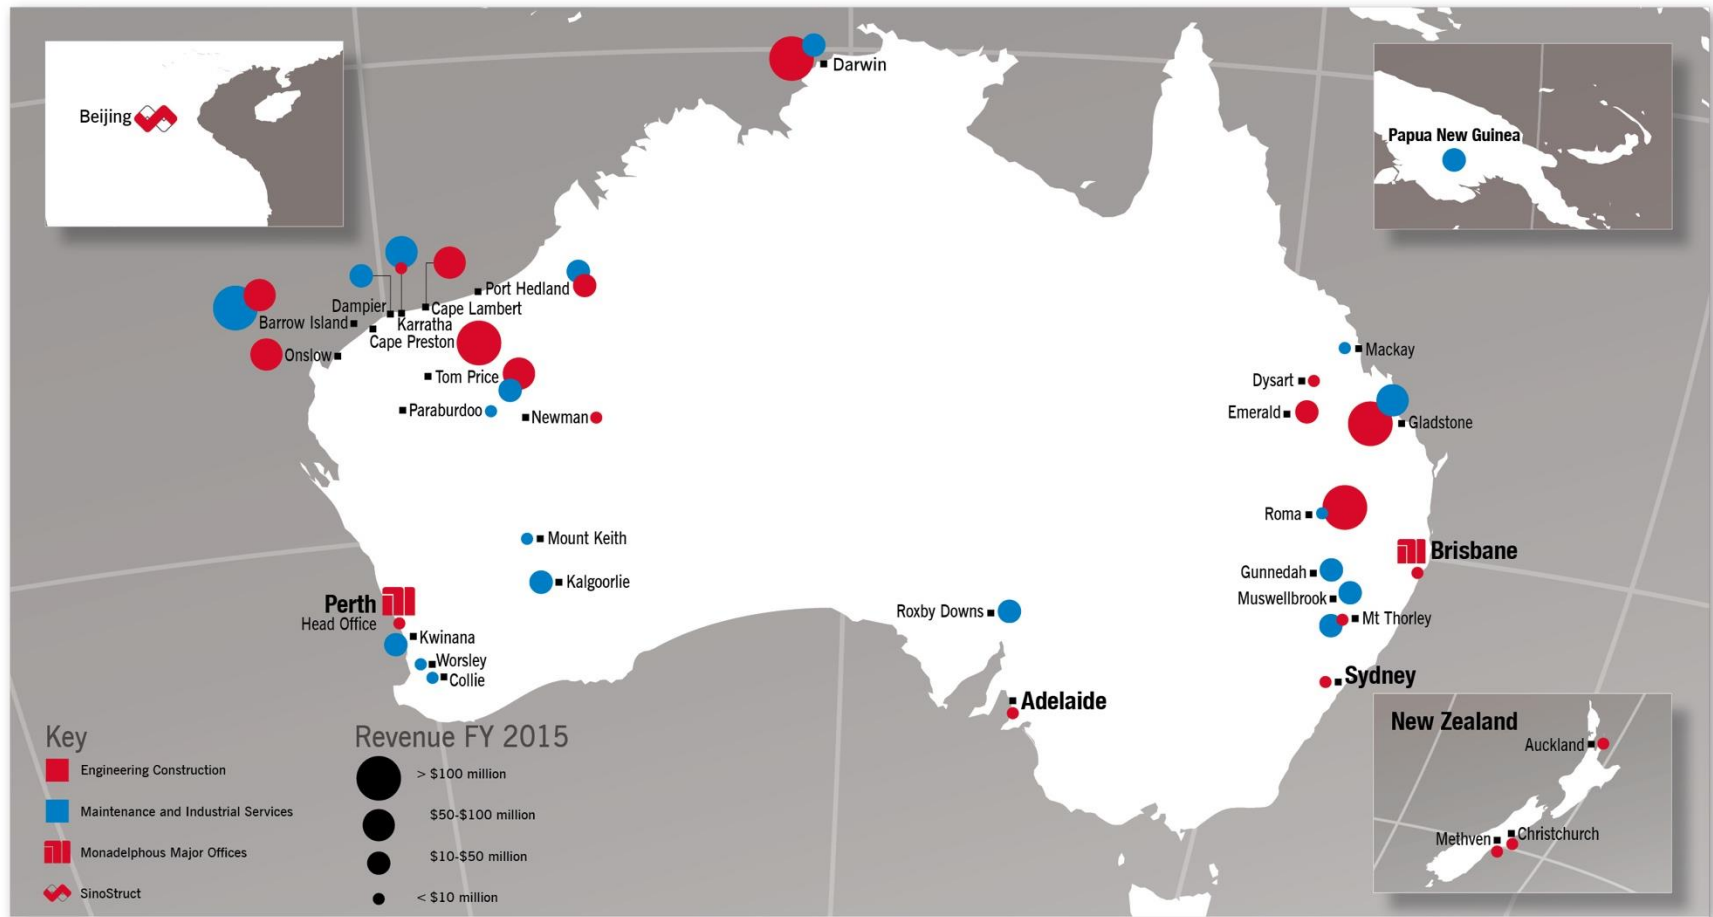 Darwin
Beijing
Papua New Guinea
Port Hedland
Dampier
Cape Lambert
Barrow Island
Karratha
Cape Preston
Onslow
Tom Price
Paraburdoo
Newman
Mackay
Dysart
Emerald
Gladstone
Roma
Mount Keith
Brisbane
Kalgoorlie
Gunnedah
Muswellbrook
Perth
Head Office
Roxby Downs
Mt Thorley
Kwinana
Worsley
Collie
Sydney
Adelaide
New Zealand
Auckland
Methven
Christchurch
Key
Engineering Construction
Maintenance and Industrial Services
Monadelphous Major Offices
SinoStruct
Revenue FY 2015
> $100 million
$50-$100 million
$10-$50 million
< $10 million